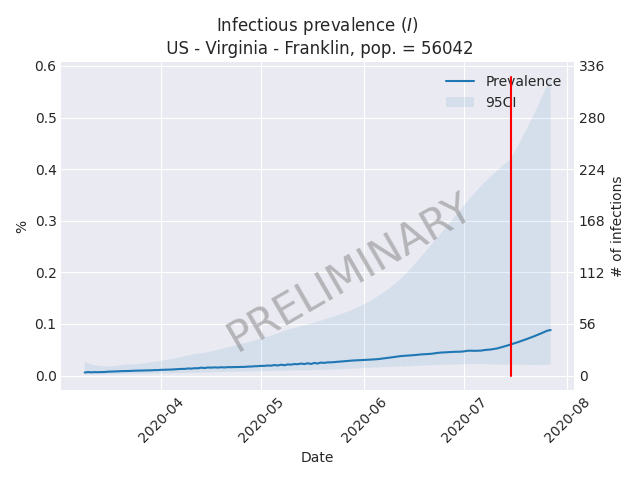 Infectious prevalence (I)
US - Virginia - Franklin, pop. = 56042
0.6
0.5
0.4
0.3
0.2
0.1
0.0
%
336
280
224
168
112
56
0
# of infections
Prevalence
95CI
PRELIMINARY
2020-04
2020-05
2020-06
2020-07
2020-08
Date